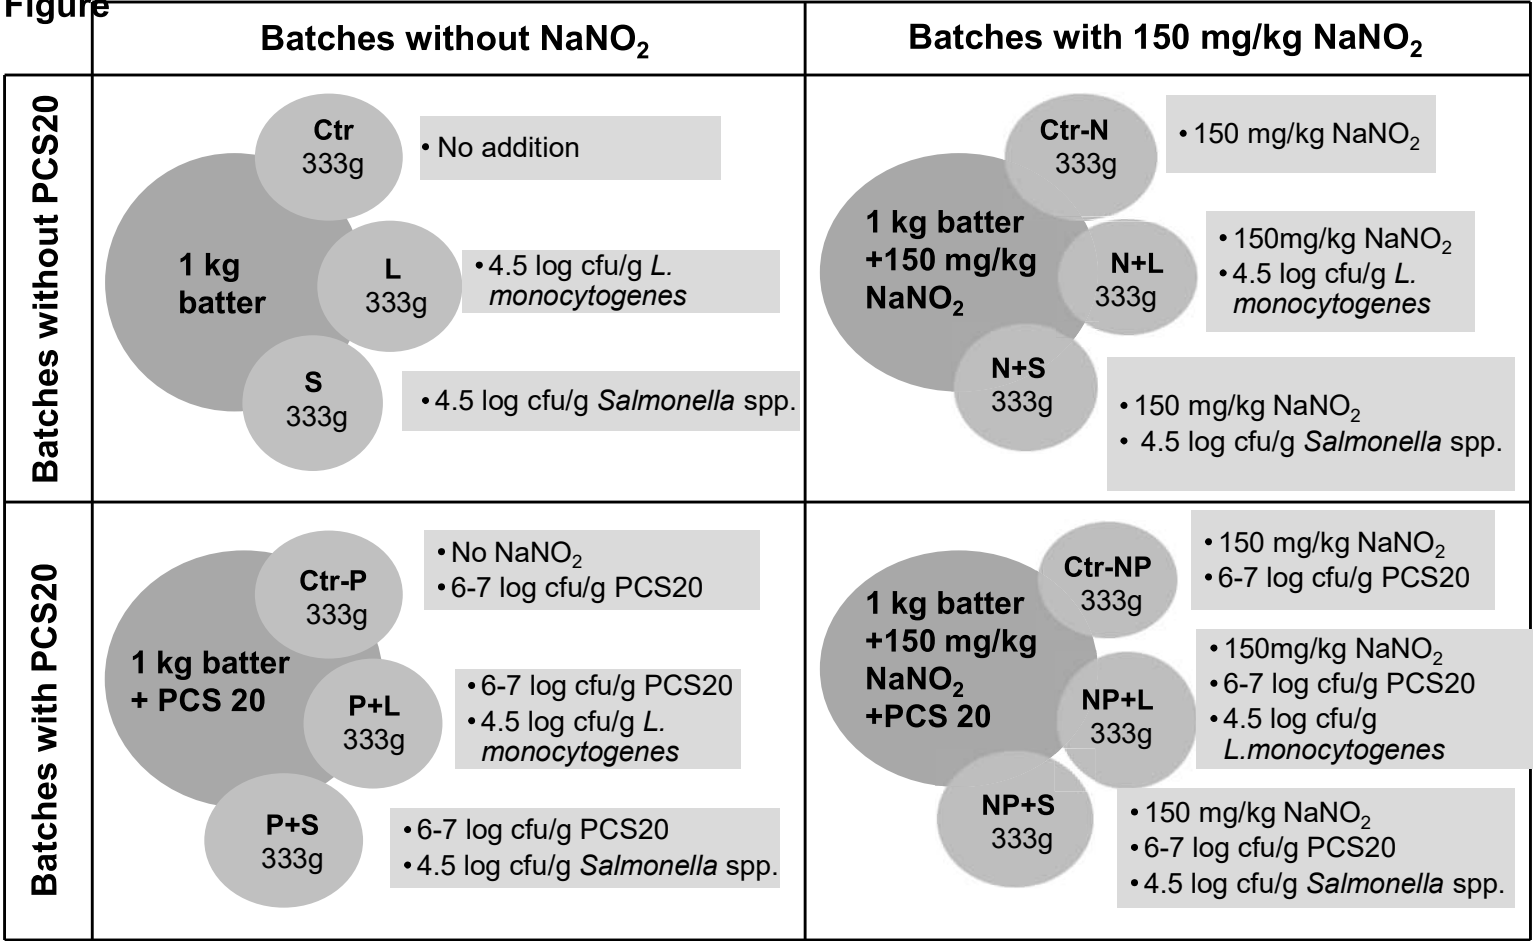 Figure
Batches without NaNO₂
Batches with 150 mg/kg NaNO₂
Batches without PCS20
1 kg
batter
Ctr
333g
• No addition
L
333g
• 4.5 log cfu/g L.
monocytogenes
S
333g
• 4.5 log cfu/g Salmonella spp.
1 kg batter
+150 mg/kg
NaNO₂
Ctr-N
333g
• 150 mg/kg NaNO₂
N+L
333g
• 150mg/kg NaNO₂
• 4.5 log cfu/g L.
monocytogenes
N+S
333g
• 150 mg/kg NaNO₂
• 4.5 log cfu/g Salmonella spp.
Batches with PCS20
1 kg batter
+ PCS 20
Ctr-P
333g
• No NaNO₂
• 6-7 log cfu/g PCS20
P+L
333g
• 6-7 log cfu/g PCS20
• 4.5 log cfu/g L.
monocytogenes
P+S
333g
• 6-7 log cfu/g PCS20
• 4.5 log cfu/g Salmonella spp.
1 kg batter
+150 mg/kg
NaNO₂
+PCS 20
Ctr-NP
333g
• 150 mg/kg NaNO₂
• 6-7 log cfu/g PCS20
NP+L
333g
• 150mg/kg NaNO₂
• 6-7 log cfu/g PCS20
• 4.5 log cfu/g
L.monocytogenes
NP+S
333g
• 150 mg/kg NaNO₂
• 6-7 log cfu/g PCS20
• 4.5 log cfu/g Salmonella spp.